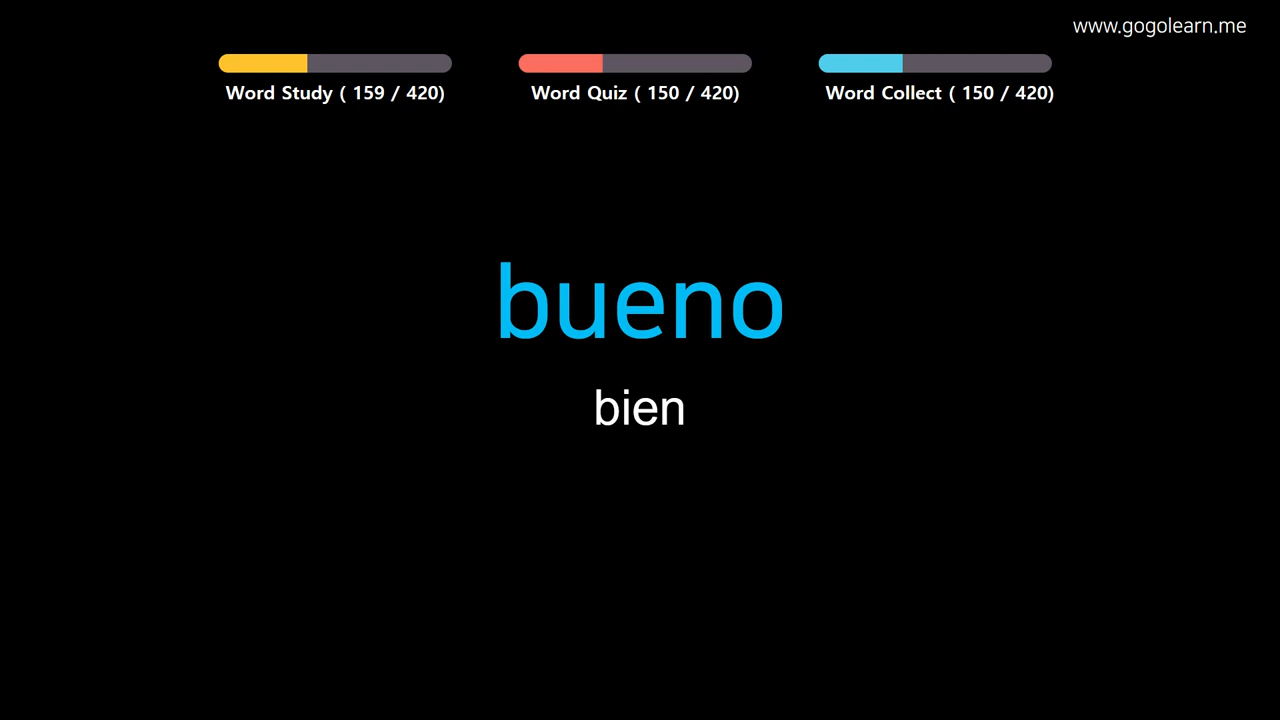 www.gogolearn.me
Word Study ( 159 / 420)
Word Quiz ( 150 / 420)
Word Collect ( 150 / 420)
bueno
bien